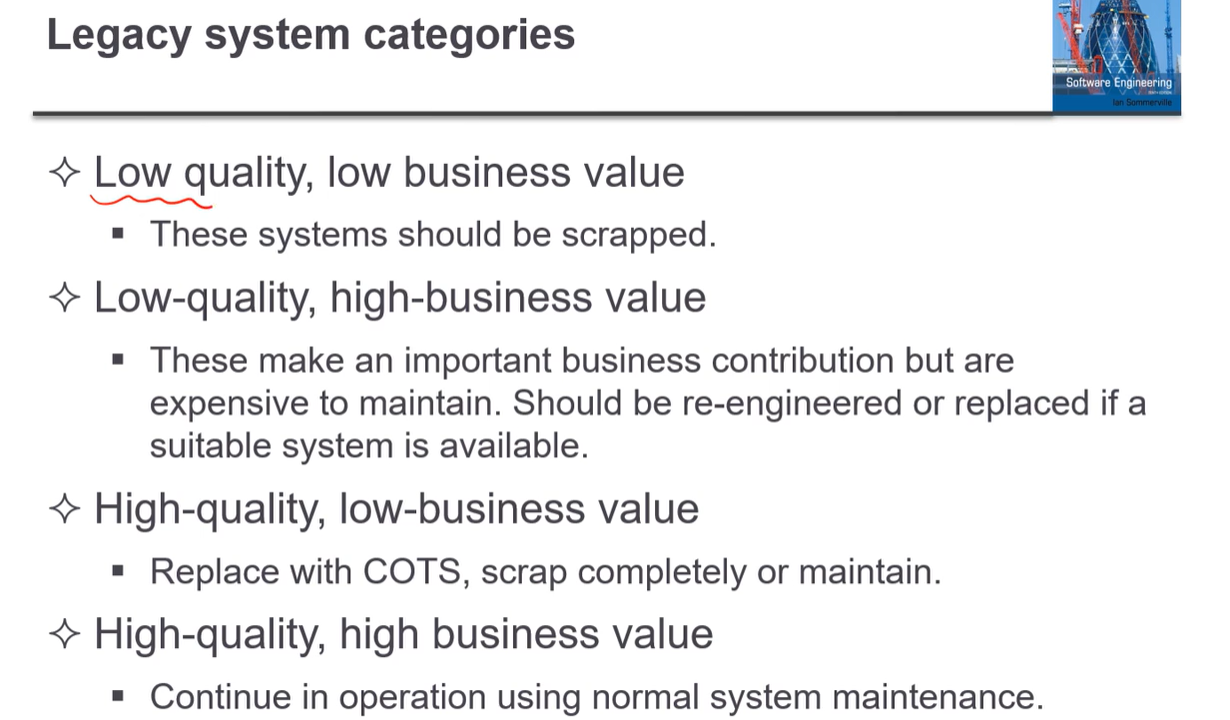 Legacy system categories
Software Engineering
Ian Sommerville
✧ Low quality, low business value
▪ These systems should be scrapped.
✧ Low-quality, high-business value
▪ These make an important business contribution but are
expensive to maintain. Should be re-engineered or replaced if a
suitable system is available.
✧ High-quality, low-business value
▪ Replace with COTS, scrap completely or maintain.
✧ High-quality, high business value
▪ Continue in operation using normal system maintenance.